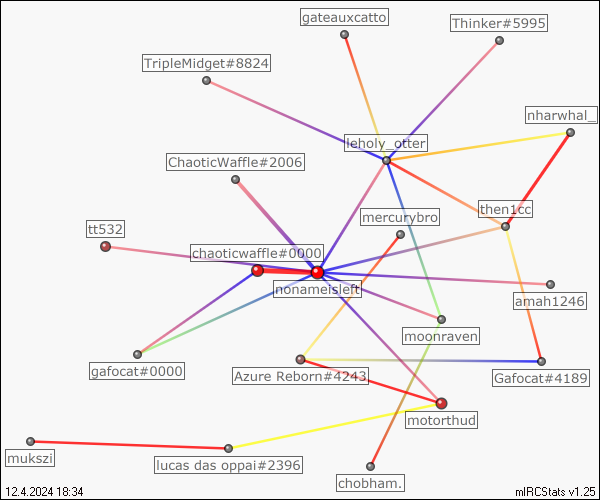 gateauxcatto
Thinker#5995
TripleMidget#8824
nharwhal_
leholy_otter
ChaoticWaffle#2006
then1cc
mercurybro
tt532
chaoticwaffle#0000
nonameisleft
amah1246
moonraven
gafocat#0000
Azure Reborn#4243
Gafocat#4189
motorthud
mukszi
lucas das oppai#2396
chobham.
12.4.2024 18:34
mIRCStats v1.25